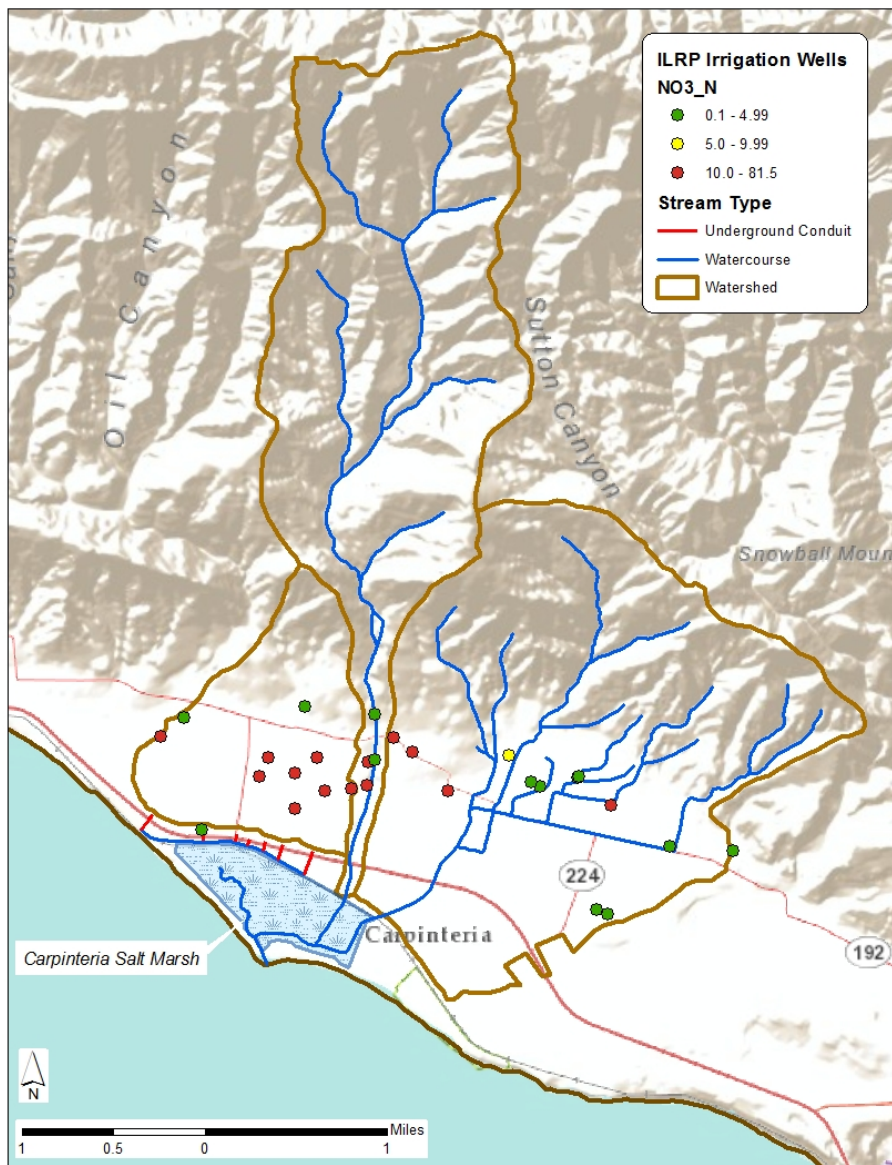 ILRP Irrigation Wells
NO3_N
0.1 - 4.99
5.0 - 9.99
10.0 - 81.5
Stream Type
Underground Conduit
Watercourse
Watershed
Oil Canyon
Sutton Canyon
Snowball Moun
224
Carpinteria
192
Carpinteria Salt Marsh
N
Miles
1 0.5 0 1